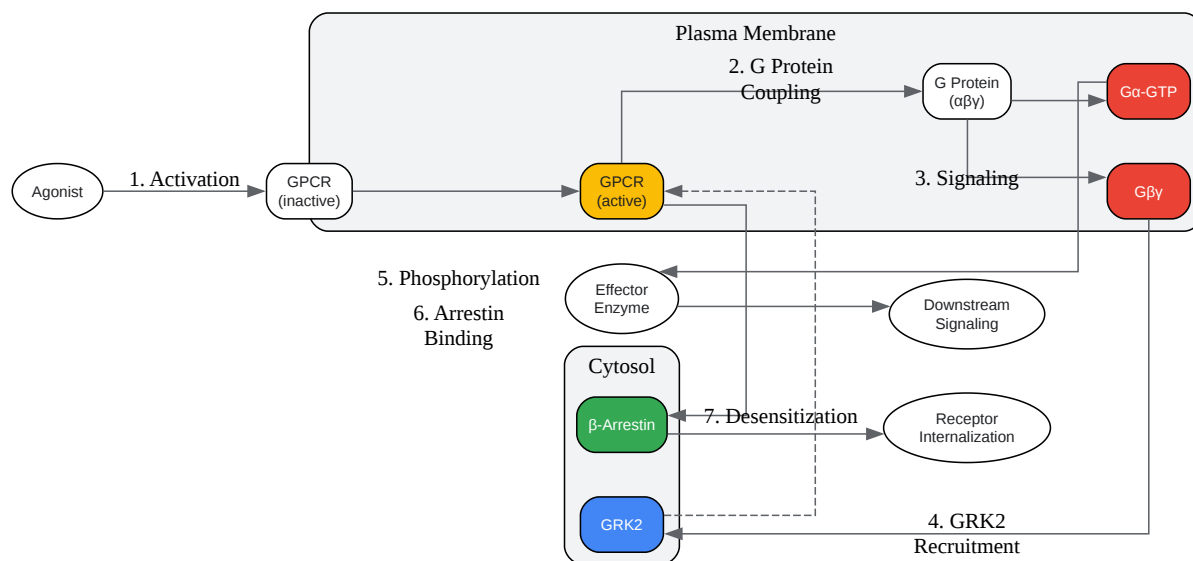 Plasma Membrane
2. G Protein
Coupling
G Protein
(αβγ)
Gα-GTP
Agonist
1. Activation
GPCR
(inactive)
GPCR
(active)
3. Signaling
Gβγ
5. Phosphorylation
6. Arrestin
Binding
Effector
Enzyme
Downstream
Signaling
Cytosol
β-Arrestin
7. Desensitization
Receptor
Internalization
GRK2
4. GRK2
Recruitment